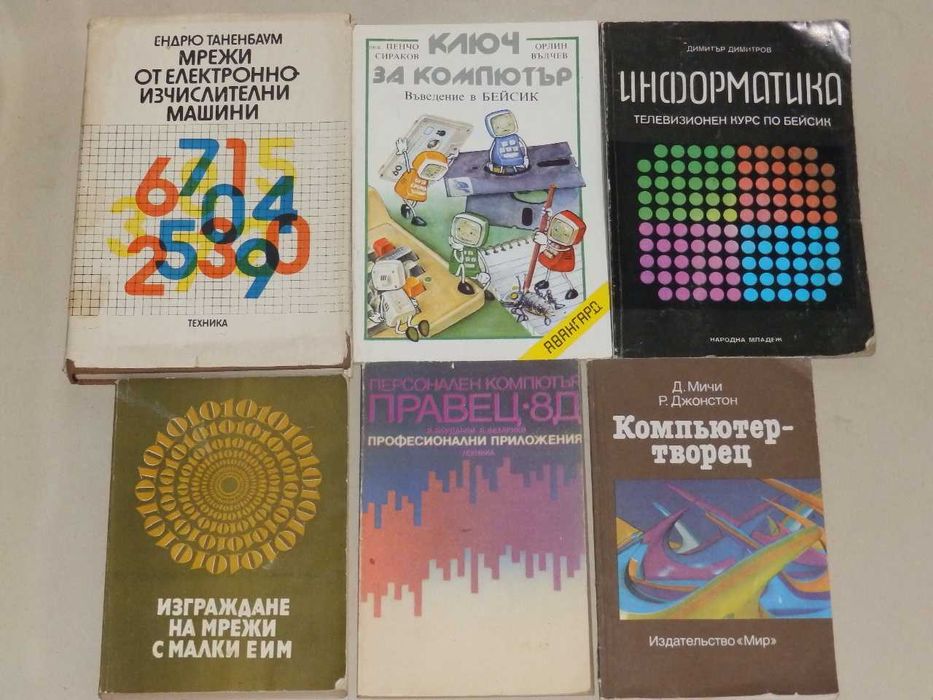 ЕНДРЮ ТАНЕНБАУМ
МРЕЖИ
ОТ ЕЛЕКТРОННО-
ИЗЧИСЛИТЕЛНИ
МАШИНИ
ТЕХНИКА
ПЕНЧО
СИРАКОВ
ОРЛИН
ВЪЛЧЕВ
КЛЮЧ
ЗА КОМПЮТЪР
Въведение в БЕЙСИК
60
АВАНГАРД
ДИМИТЪР ДИМИТРОВ
ИНФОРМАТИКА
ТЕЛЕВИЗИОНЕН КУРС ПО БЕЙСИК
НАРОДНА МЛАДЕЖ
ИЗГРАЖДАНЕ
НА МРЕЖИ
С МАЛКИ ЕИМ
ПЕРСОНАЛЕН КОМПЮТЪР
ПРАВЕЦ·8Д
ПРОФЕСИОНАЛНИ ПРИЛОЖЕНИЯ
ТЕХНИКА
Д. Мичи
Р. Джонстон
Компьютер-
творец
Издательство «Мир»